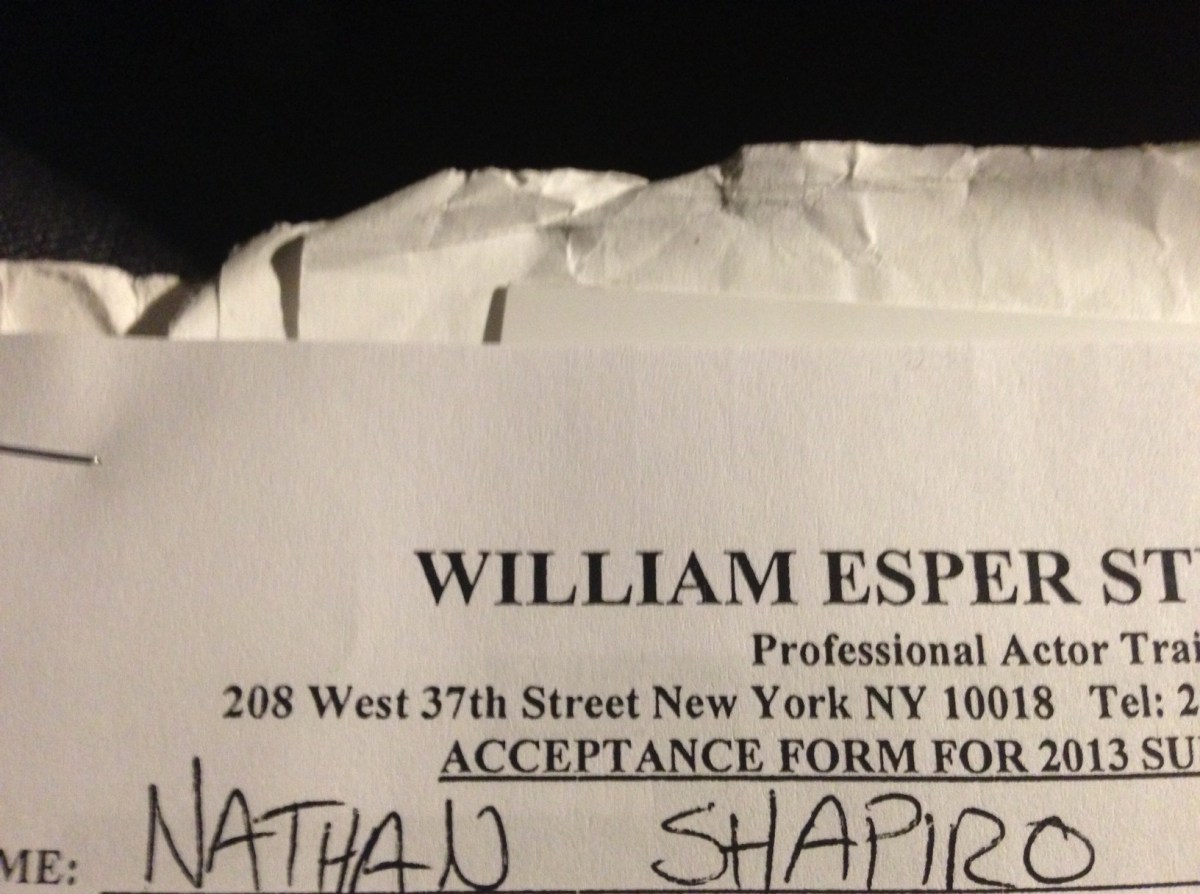 WILLIAM ESPER ST
Professional Actor Trai
208 West 37th Street New York NY 10018 Tel: 2
ACCEPTANCE FORM FOR 2013 SU
ME: NATHAN SHAPIRO